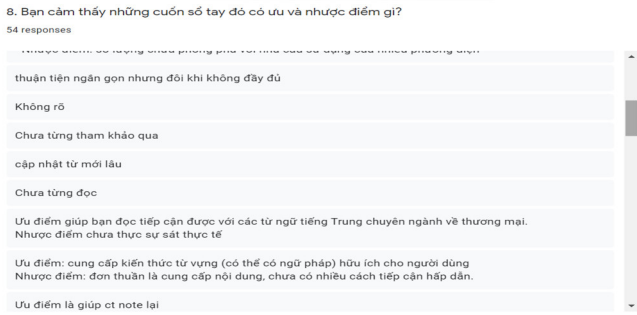 8. Bạn cảm thấy những cuốn sổ tay đó có ưu và nhược điểm gì?
54 responses
thuận tiện ngắn gọn nhưng đôi khi không đầy đủ
Không rõ
Chưa từng tham khảo qua
cập nhật từ mới lâu
Chưa từng đọc
Ưu điểm giúp bạn đọc tiếp cận được với các từ ngữ tiếng Trung chuyên ngành về thương mại.
Nhược điểm chưa thực sự sát thực tế
Ưu điểm: cung cấp kiến thức từ vựng (có thể có ngữ pháp) hữu ích cho người dùng
Nhược điểm: đơn thuần là cung cấp nội dung, chưa có nhiều cách tiếp cận hấp dẫn.
Ưu điểm là giúp ct note lại